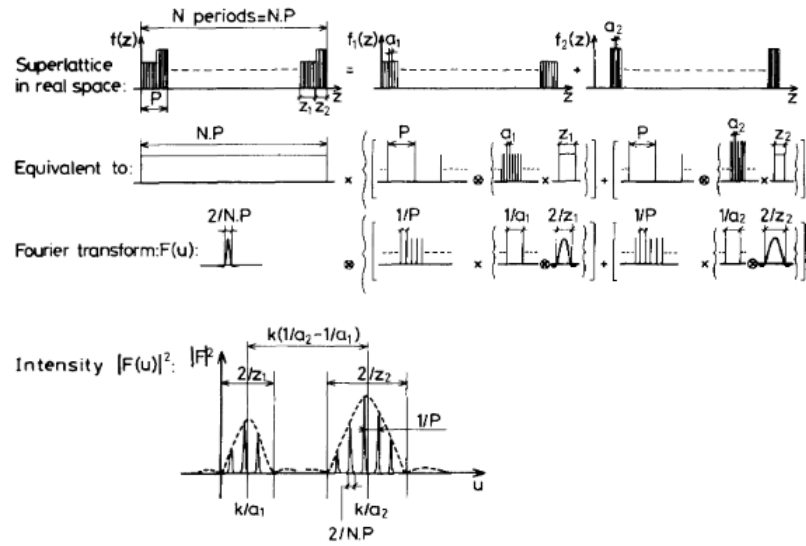 N periods=N.P
f(z) f₁(z) a₁ f₂(z) a₂
Superlattice
in real space: = +
P z₁ z₂ z z z
N.P P a₁ z₁ P a₂ z₂
Equivalent to: × { [ ⊗ ( × ) ] + [ ⊗ { × } ] }
2/N.P 1/P 1/a₁ 2/z₁ 1/P 1/a₂ 2/z₂
Fourier transform:F(u): ⊗ { [ × { ⊗ } ] + [ × { ⊗ } ] }
k(1/a₂-1/a₁)
Intensity |F(u)|²: |F|²
2/z₁ 2/z₂
1/P
k/a₁ k/a₂ u
2/N.P